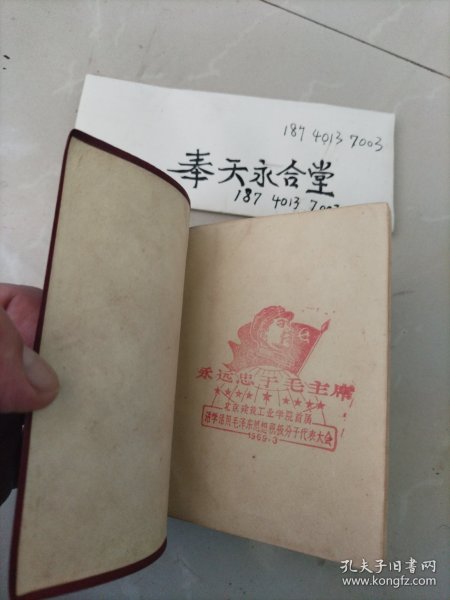 187 4013 7003
奉天永合堂
187 4013 7003
永远忠于毛主席
北京建筑工业学院首届
活学活用毛泽东思想积极分子代表大会
1969·3
孔夫子旧书网
www.kongfz.com